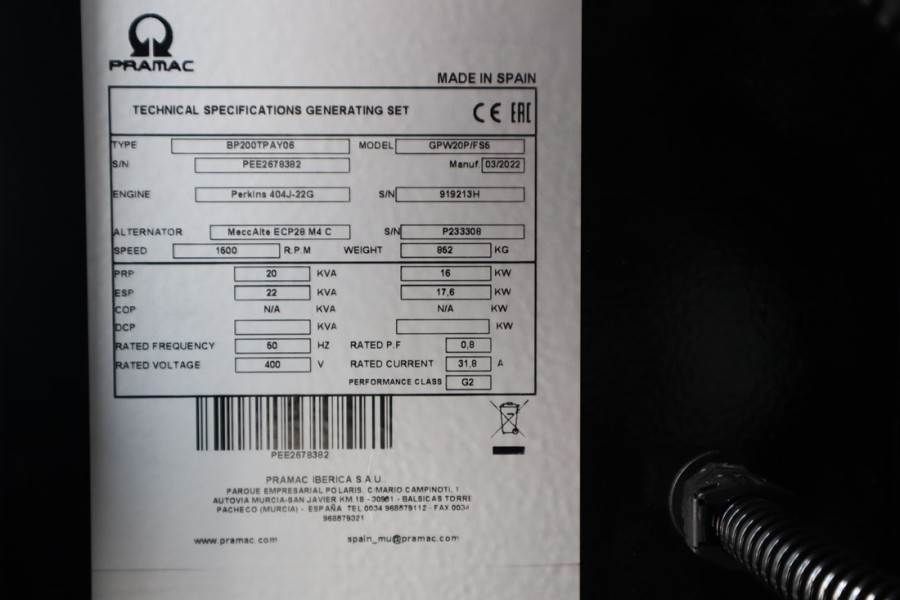 PRAMAC
MADE IN SPAIN
TECHNICAL SPECIFICATIONS GENERATING SET CE EAC
TYPE BP200TPAY06 MODEL GPW20P/FS5
S/N PEE2678382 Manuf 03/2022
ENGINE Perkins 404J-22G S/N 919213H
ALTERNATOR MeccAlte ECP28 M4 C S/N P233308
SPEED 1500 R.P.M WEIGHT 862 KG
PRP 20 KVA 16 KW
ESP 22 KVA 17,6 KW
COP N/A KVA N/A KW
DCP KVA KW
RATED FREQUENCY 50 HZ RATED P.F 0,8
RATED VOLTAGE 400 V RATED CURRENT 31,8 A
PERFORMANCE CLASS G2
PEE2678382
PRAMAC IBERICA S.A.U.
PARQUE EMPRESARIAL POLARIS. C/MARIO CAMPINOTI, 1
AUTOVIA MURCIA-SAN JAVIER KM 18 - 30591 - BALSICAS TORRE
PACHECO (MURCIA) - ESPAÑA TEL 0034 968579112 - FAX 0034
968579321
www.pramac.com spain_mu@pramac.com